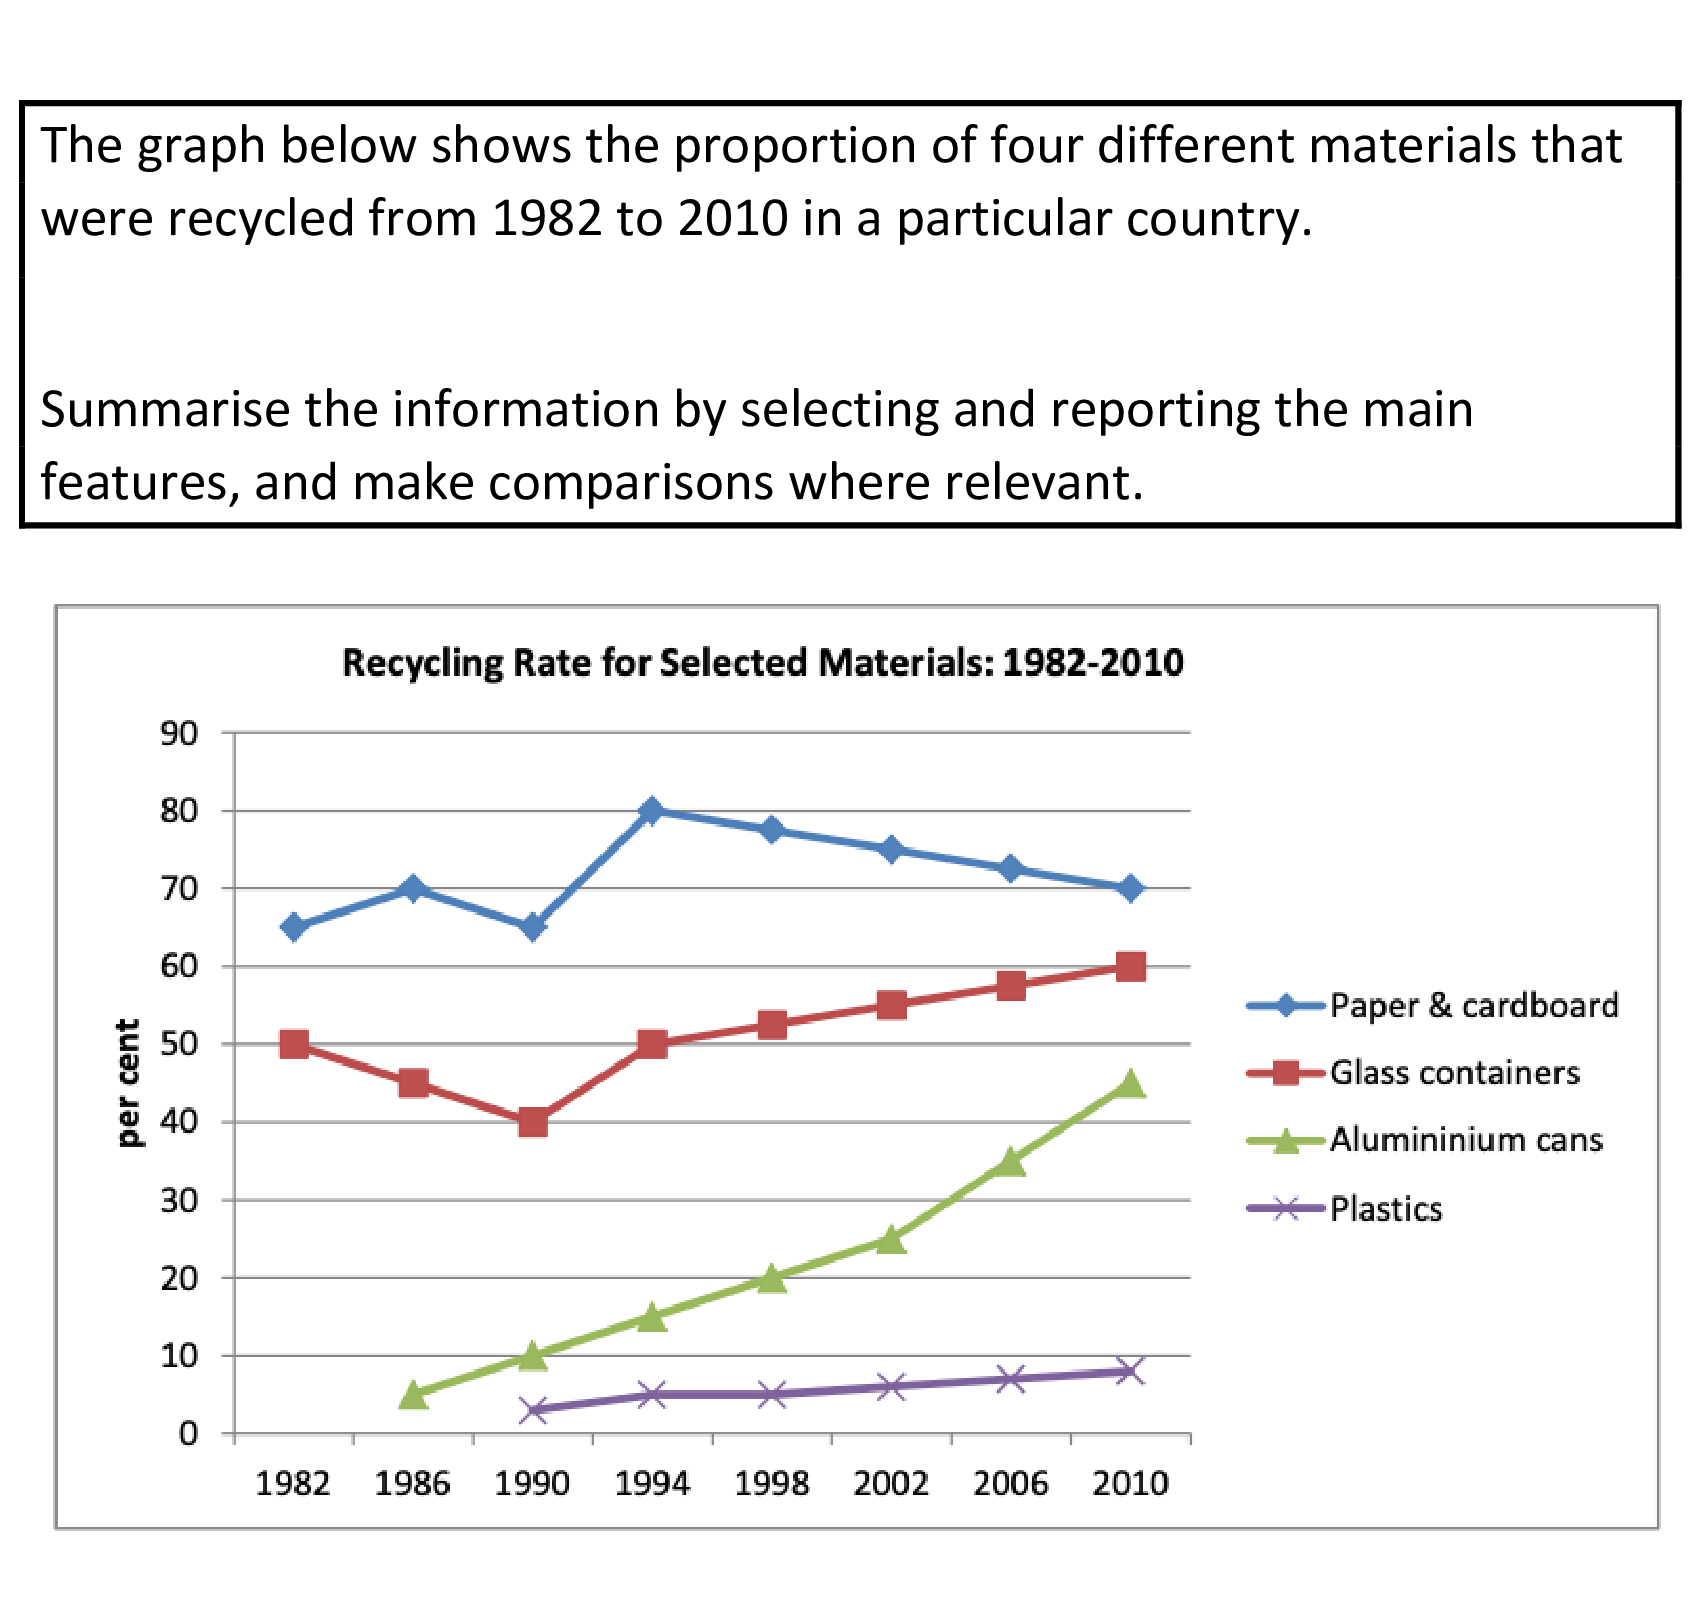 The graph below shows the proportion of four different materials that
were recycled from 1982 to 2010 in a particular country.
Summarise the information by selecting and reporting the main
features, and make comparisons where relevant.
Recycling Rate for Selected Materials: 1982-2010
90
80
70
60
50
40
30
20
10
0
per cent
1982 1986 1990 1994 1998 2002 2006 2010
Paper & cardboard
Glass containers
Alumininium cans
Plastics